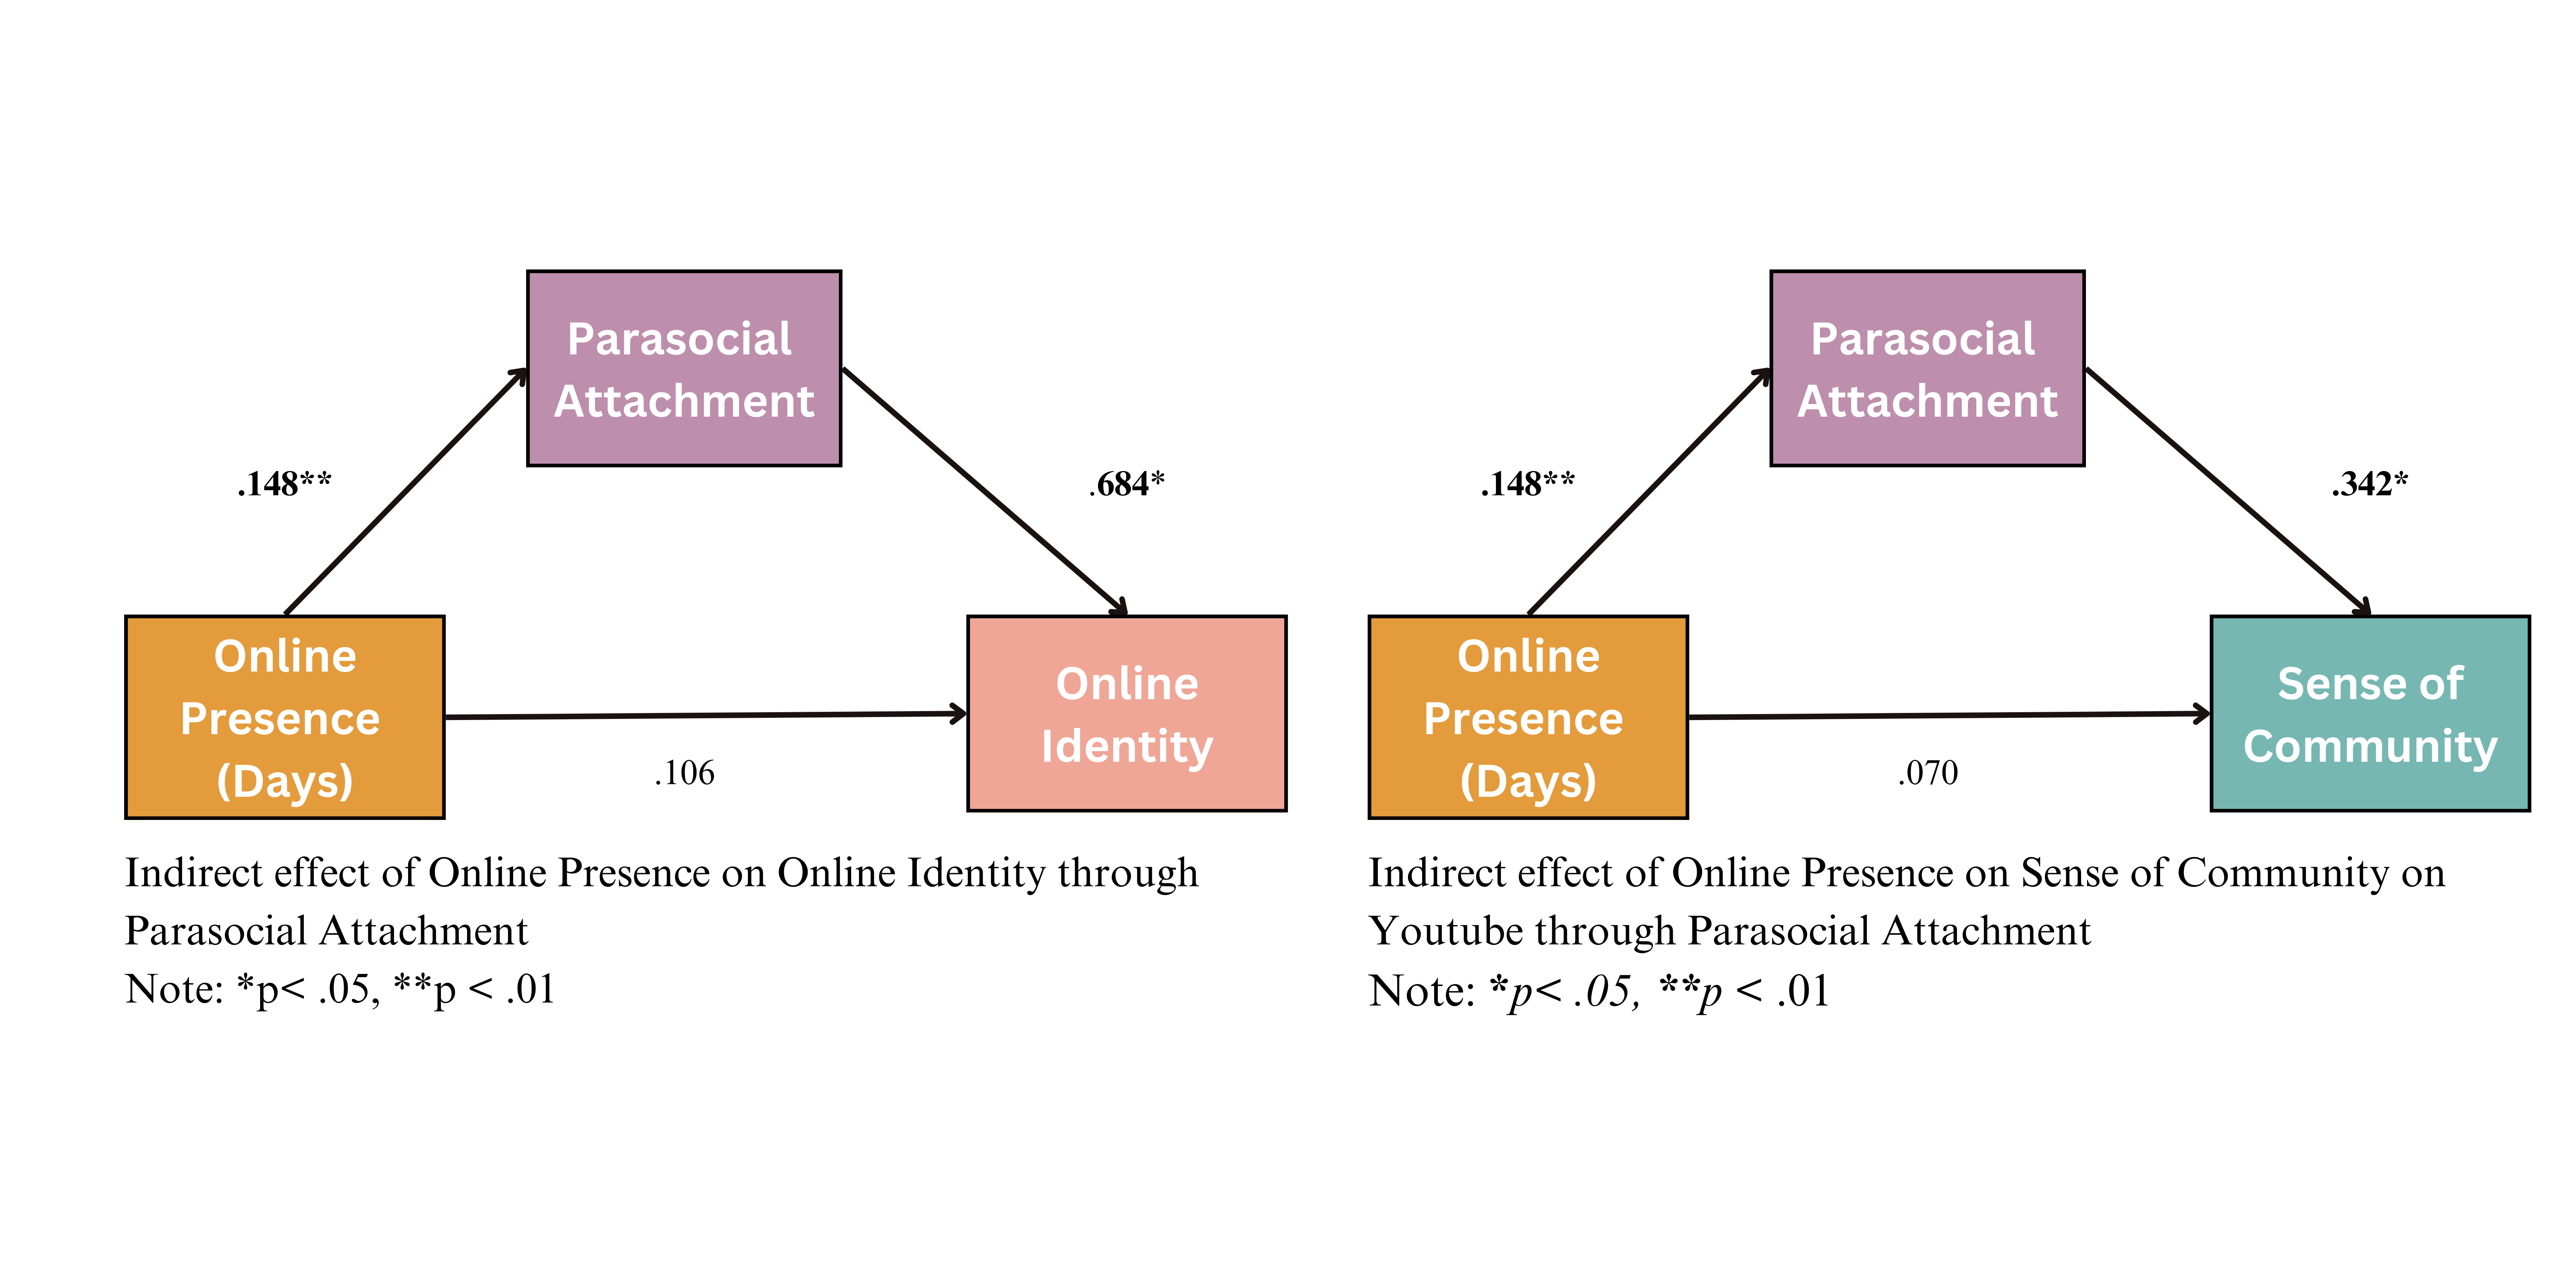 Parasocial
Attachment
.148**
.684*
Online
Presence
(Days)
Online
Identity
.106
Indirect effect of Online Presence on Online Identity through
Parasocial Attachment
Note: *p< .05, **p < .01
Parasocial
Attachment
.148**
.342*
Online
Presence
(Days)
Sense of
Community
.070
Indirect effect of Online Presence on Sense of Community on
Youtube through Parasocial Attachment
Note: *p< .05, **p < .01